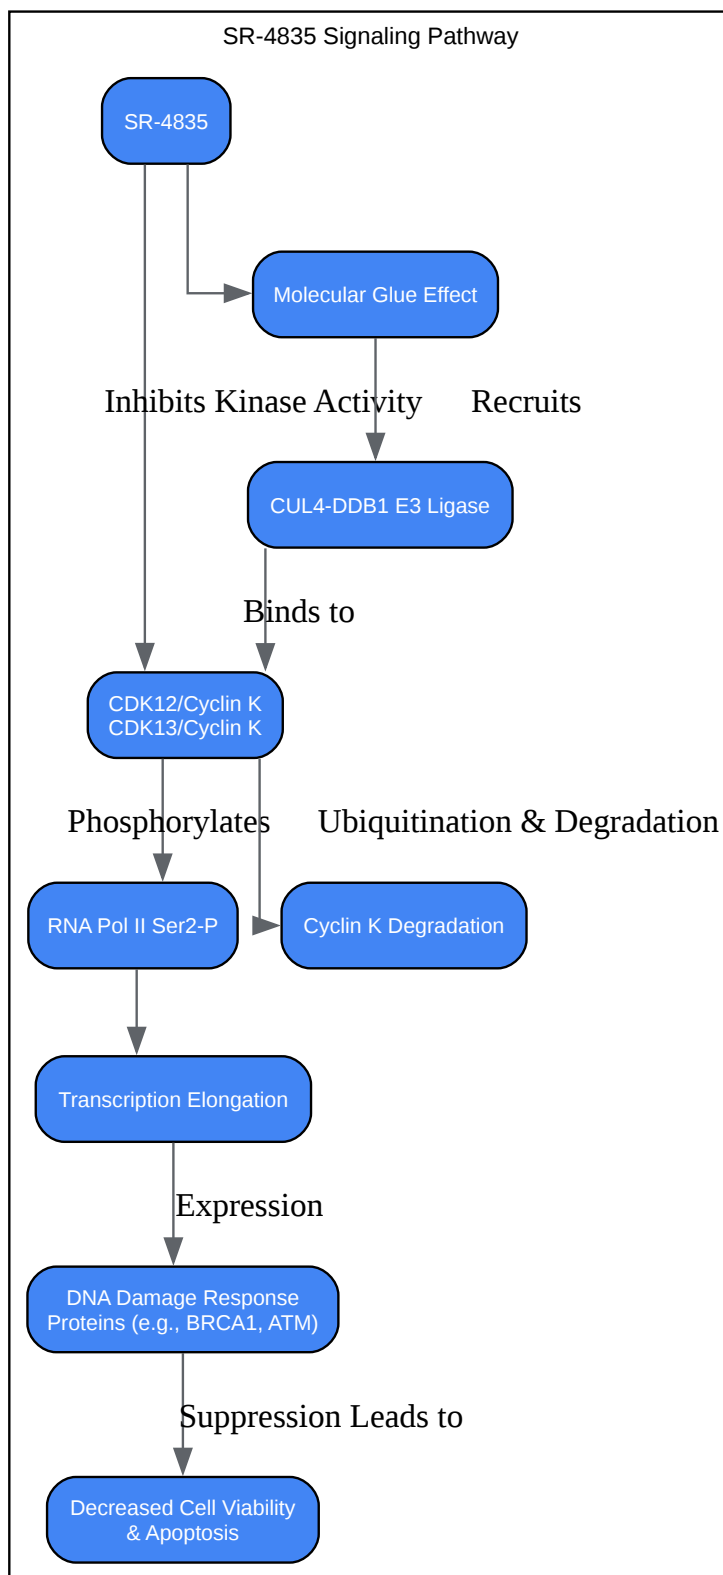 SR-4835 Signaling Pathway
SR-4835
Molecular Glue Effect
Inhibits Kinase Activity
Recruits
CUL4-DDB1 E3 Ligase
Binds to
CDK12/Cyclin K
CDK13/Cyclin K
Phosphorylates
Ubiquitination & Degradation
RNA Pol II Ser2-P
Cyclin K Degradation
Transcription Elongation
Expression
DNA Damage Response
Proteins (e.g., BRCA1, ATM)
Suppression Leads to
Decreased Cell Viability
& Apoptosis